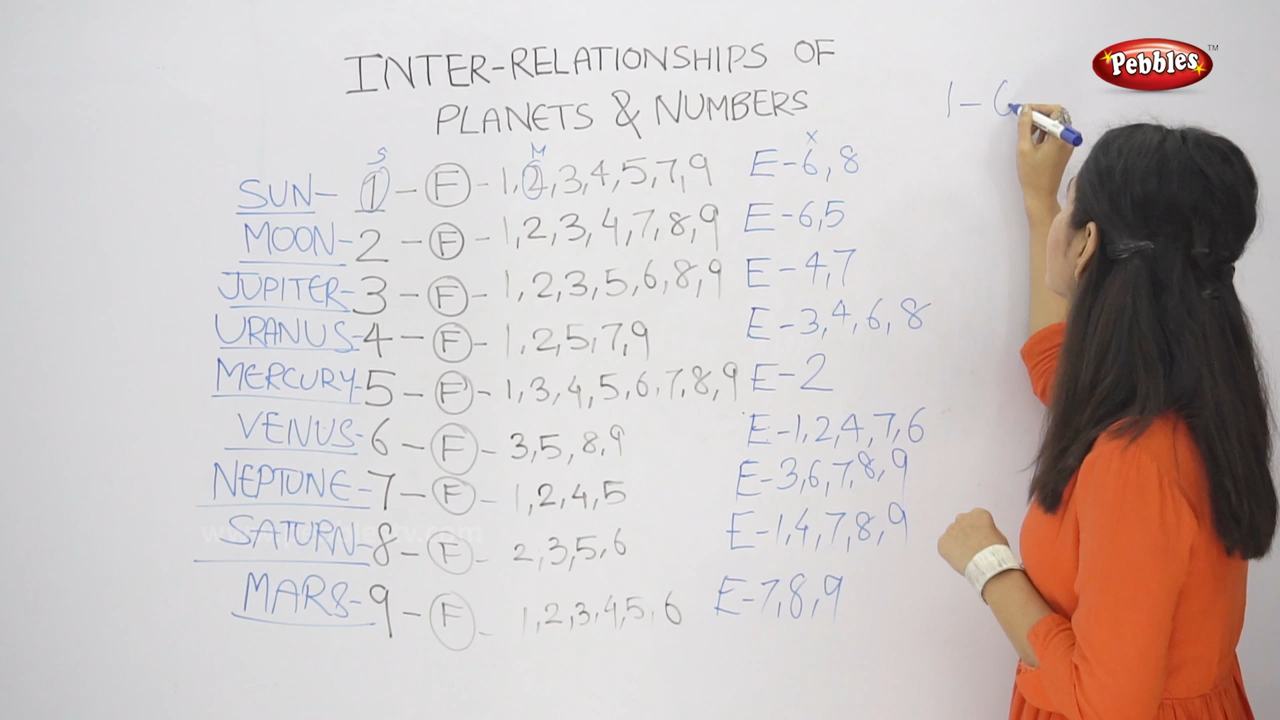 Pebbles™
INTER-RELATIONSHIPS OF
PLANETS & NUMBERS
1 –
S M X
SUN – 1 – F – 1, 2, 3, 4, 5, 7, 9 E – 6, 8
MOON – 2 – F – 1, 2, 3, 4, 7, 8, 9 E – 6, 5
JUPITER – 3 – F – 1, 2, 3, 5, 6, 8, 9 E – 4, 7
URANUS – 4 – F – 1, 2, 5, 7, 9 E – 3, 4, 6, 8
MERCURY – 5 – F – 1, 3, 4, 5, 6, 7, 8, 9 E – 2
VENUS – 6 – F – 3, 5, 8, 9 E – 1, 2, 4, 7, 6
NEPTUNE – 7 – F – 1, 2, 4, 5 E – 3, 6, 7, 8, 9
SATURN – 8 – F – 2, 3, 5, 6 E – 1, 4, 7, 8, 9
MARS – 9 – F – 1, 2, 3, 4, 5, 6 E – 7, 8, 9